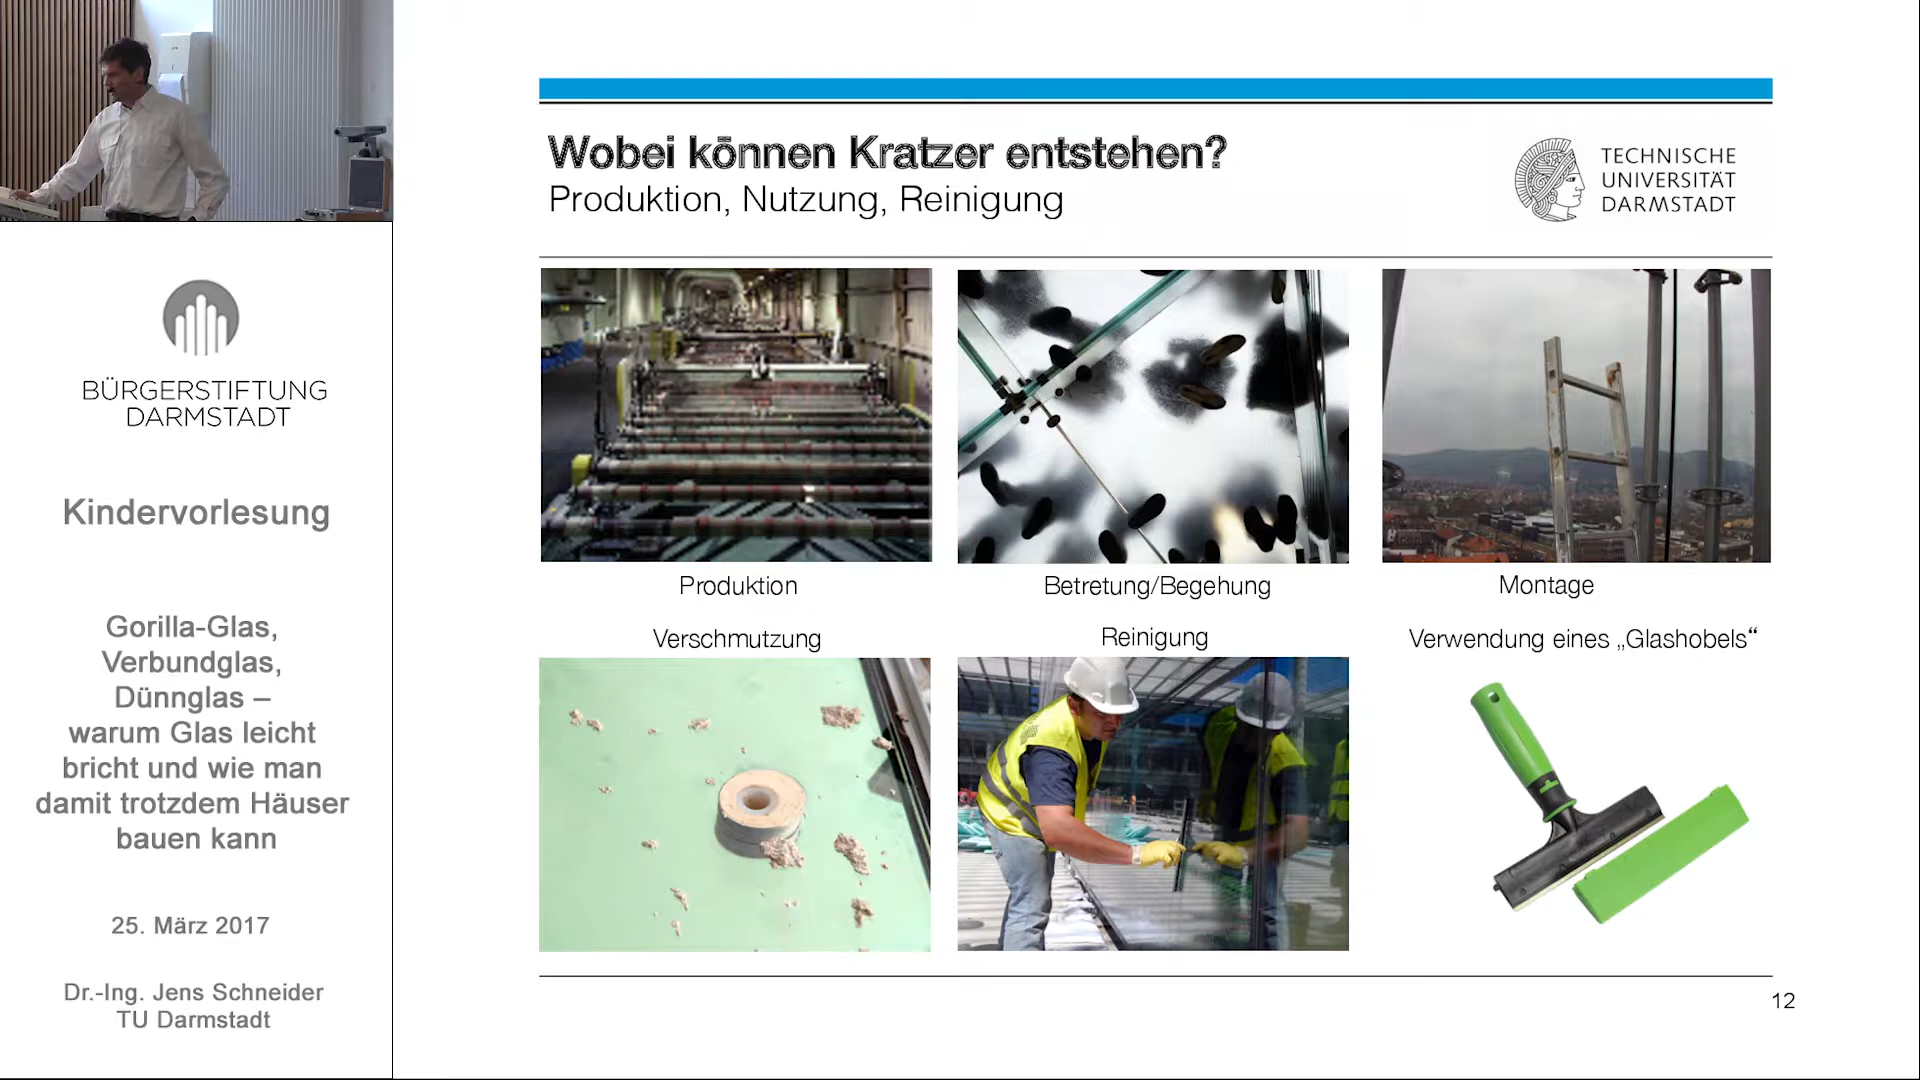 BÜRGERSTIFTUNG
DARMSTADT
Kindervorlesung
Gorilla-Glas,
Verbundglas,
Dünnglas –
warum Glas leicht
bricht und wie man
damit trotzdem Häuser
bauen kann
25. März 2017
Dr.-Ing. Jens Schneider
TU Darmstadt
Wobei können Kratzer entstehen?
Produktion, Nutzung, Reinigung
TECHNISCHE
UNIVERSITÄT
DARMSTADT
Produktion
Betretung/Begehung
Montage
Verschmutzung
Reinigung
Verwendung eines „Glashobels“
12